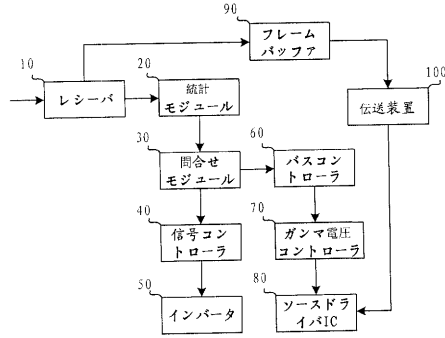 90
フレーム
バッファ
10
レシーバ
20
統計
モジュール
100
伝送装置
30
問合せ
モジュール
60
バスコン
トローラ
40
信号コン
トローラ
70
ガンマ電圧
コントローラ
50
インバータ
80
ソースドラ
イバIC